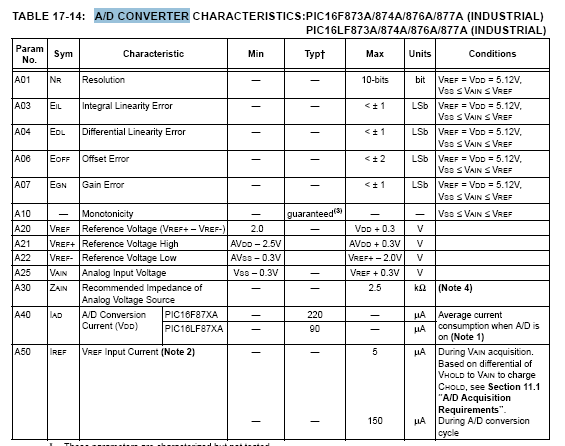 TABLE 17-14: A/D CONVERTER CHARACTERISTICS:PIC16F873A/874A/876A/877A (INDUSTRIAL)
PIC16LF873A/874A/876A/877A (INDUSTRIAL)
Param No. Sym Characteristic Min Typ† Max Units Conditions
A01 NR Resolution — — 10-bits bit VREF = VDD = 5.12V,
VSS ≤ VAIN ≤ VREF
A03 EIL Integral Linearity Error — — < ± 1 LSb VREF = VDD = 5.12V,
VSS ≤ VAIN ≤ VREF
A04 EDL Differential Linearity Error — — < ± 1 LSb VREF = VDD = 5.12V,
VSS ≤ VAIN ≤ VREF
A06 EOFF Offset Error — — < ± 2 LSb VREF = VDD = 5.12V,
VSS ≤ VAIN ≤ VREF
A07 EGN Gain Error — — < ± 1 LSb VREF = VDD = 5.12V,
VSS ≤ VAIN ≤ VREF
A10 — Monotonicity — guaranteed(3) — — VSS ≤ VAIN ≤ VREF
A20 VREF Reference Voltage (VREF+ – VREF-) 2.0 — VDD + 0.3 V
A21 VREF+ Reference Voltage High AVDD – 2.5V AVDD + 0.3V V
A22 VREF- Reference Voltage Low AVSS – 0.3V VREF+ – 2.0V V
A25 VAIN Analog Input Voltage VSS – 0.3V — VREF + 0.3V V
A30 ZAIN Recommended Impedance of — — 2.5 kΩ (Note 4)
Analog Voltage Source
A40 IAD A/D Conversion PIC16F87XA — 220 — μA Average current
Current (VDD) PIC16LF87XA — 90 — μA consumption when A/D is
on (Note 1)
A50 IREF VREF Input Current (Note 2) — — 5 μA During VAIN acquisition.
Based on differential of
VHOLD to VAIN to charge
CHOLD, see Section 11.1
"A/D Acquisition
Requirements".
— — 150 μA During A/D conversion
cycle
* These parameters are characterized but not tested.